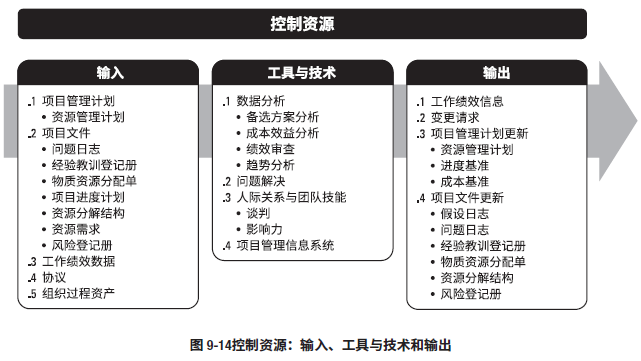 控制资源
输入
.1 项目管理计划
• 资源管理计划
.2 项目文件
• 问题日志
• 经验教训登记册
• 物质资源分配单
• 项目进度计划
• 资源分解结构
• 资源需求
• 风险登记册
.3 工作绩效数据
.4 协议
.5 组织过程资产
工具与技术
.1 数据分析
• 备选方案分析
• 成本效益分析
• 绩效审查
• 趋势分析
.2 问题解决
.3 人际关系与团队技能
• 谈判
• 影响力
.4 项目管理信息系统
输出
.1 工作绩效信息
.2 变更请求
.3 项目管理计划更新
• 资源管理计划
• 进度基准
• 成本基准
.4 项目文件更新
• 假设日志
• 问题日志
• 经验教训登记册
• 物质资源分配单
• 资源分解结构
• 风险登记册
图 9-14控制资源：输入、工具与技术和输出